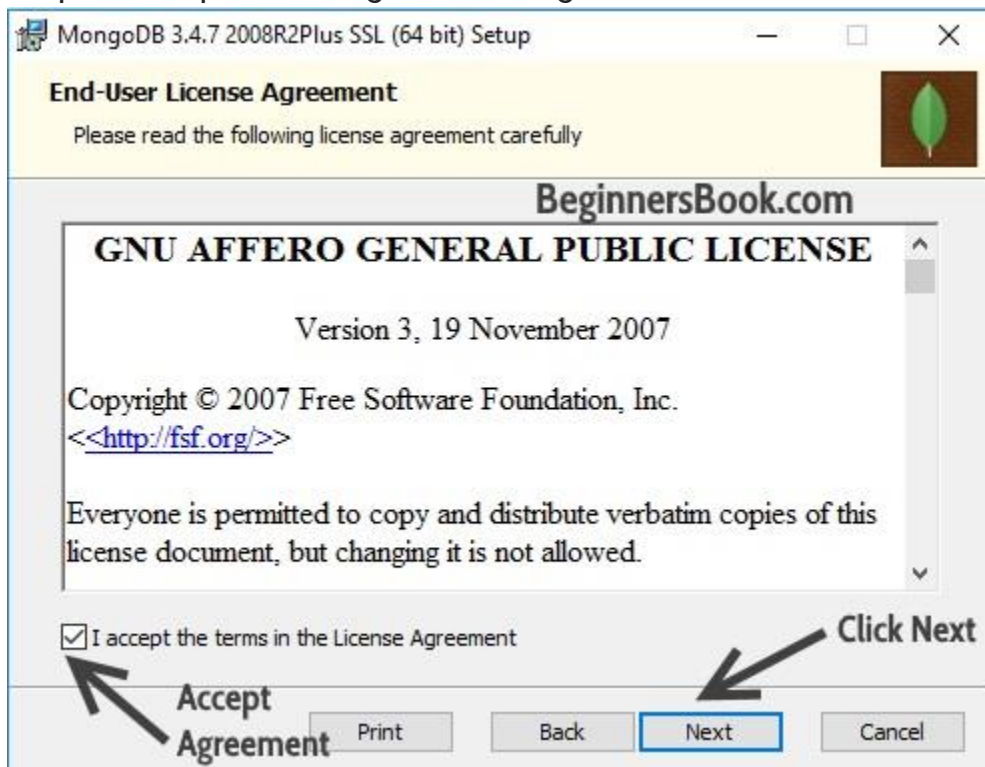 MongoDB 3.4.7 2008R2Plus SSL (64 bit) Setup
End-User License Agreement
Please read the following license agreement carefully
BeginnersBook.com
GNU AFFERO GENERAL PUBLIC LICENSE
Version 3, 19 November 2007
Copyright © 2007 Free Software Foundation, Inc.
<<http://fsf.org/>>
Everyone is permitted to copy and distribute verbatim copies of this
license document, but changing it is not allowed.
I accept the terms in the License Agreement
Click Next
Accept
Agreement
Print
Back
Next
Cancel